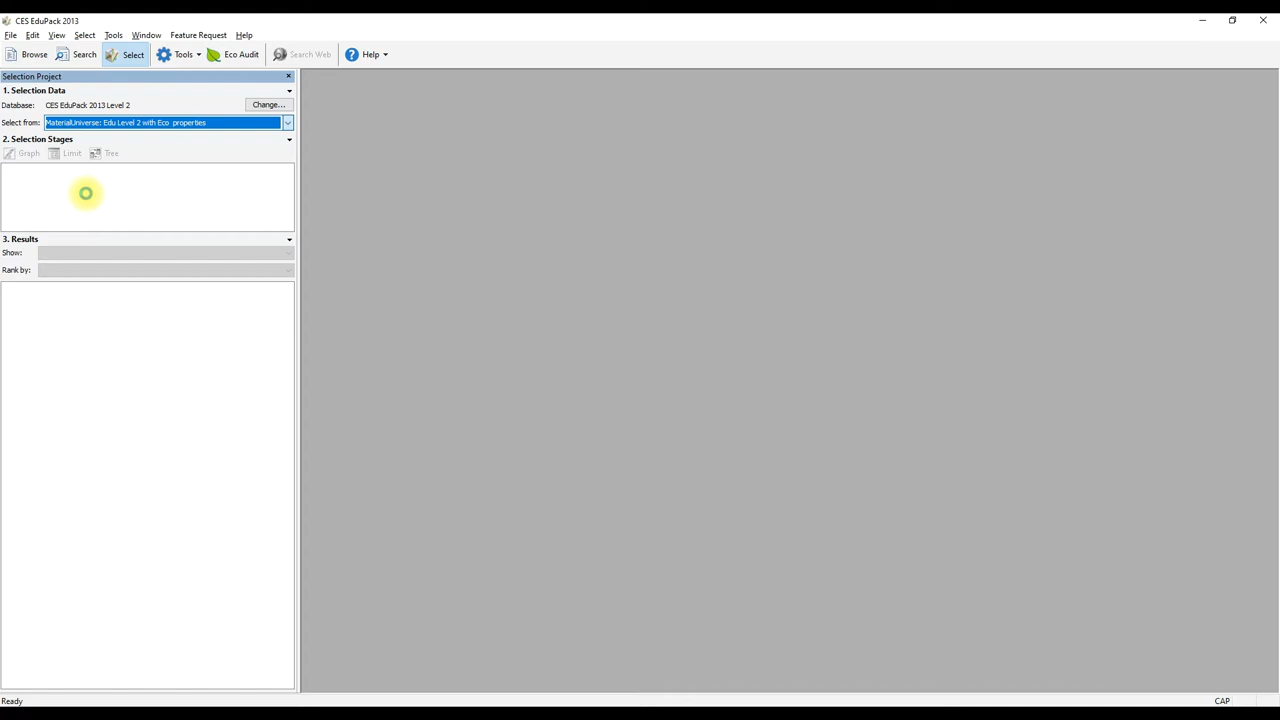 CES EduPack 2013
File Edit View Select Tools Window Feature Request Help
Browse Search Select Tools Eco Audit Search Web Help
Selection Project
1. Selection Data
Database: CES EduPack 2013 Level 2 Change...
Select from: MaterialUniverse: Edu Level 2 with Eco properties
2. Selection Stages
Graph Limit Tree
3. Results
Show:
Rank by:
Ready CAP